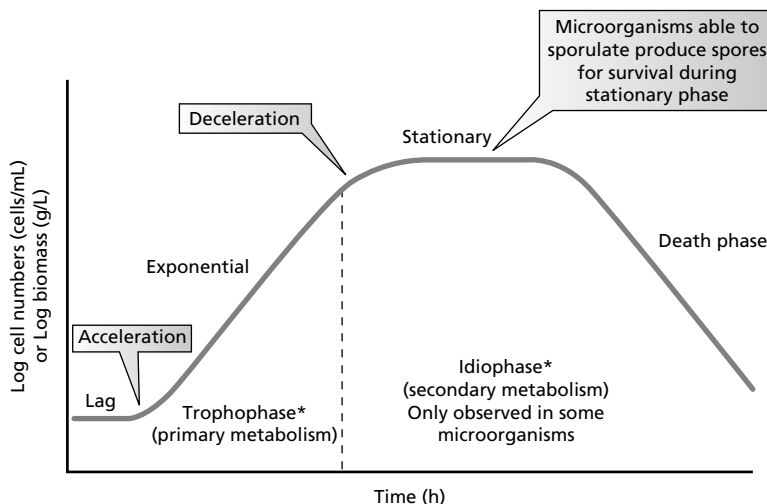 Microorganisms able to
sporulate produce spores
for survival during
stationary phase
Deceleration
Stationary
Log cell numbers (cells/mL)
or Log biomass (g/L)
Exponential
Death phase
Acceleration
Lag
Trophophase*
(primary metabolism)
Idiophase*
(secondary metabolism)
Only observed in some
microorganisms
Time (h)